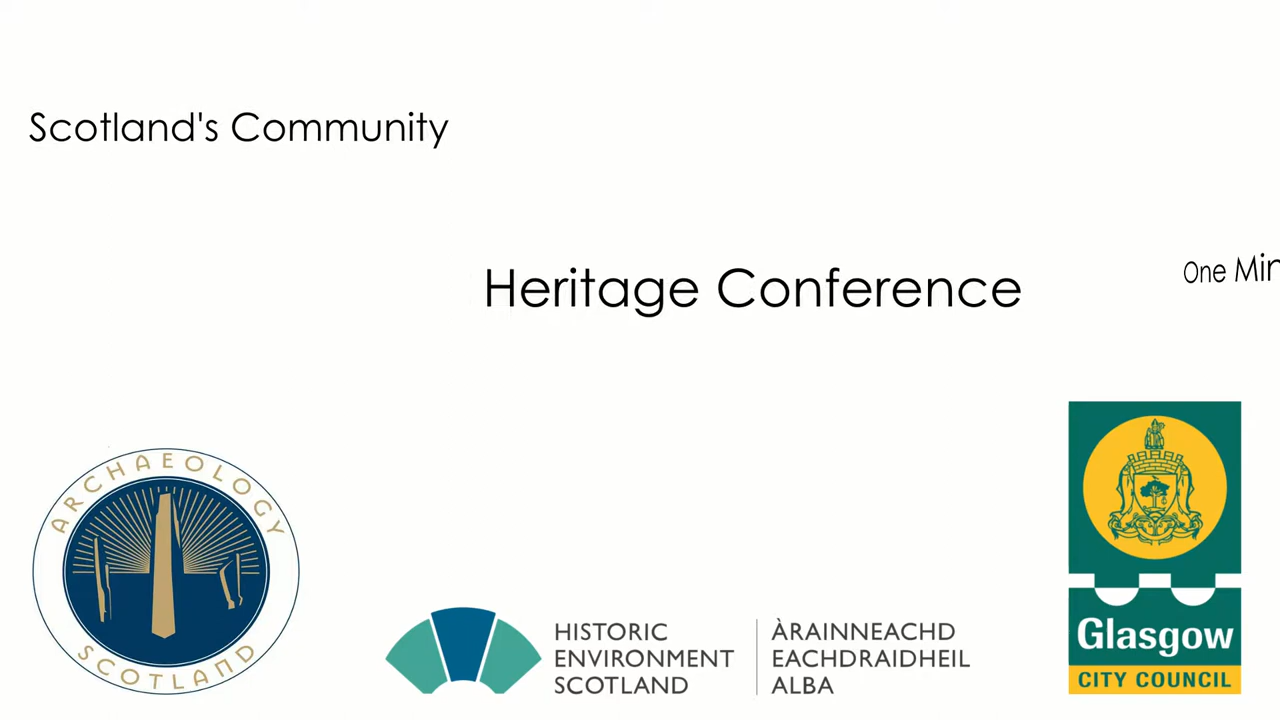 Scotland's Community
Heritage Conference
One
ARCHAEOLOGY
SCOTLAND
HISTORIC
ENVIRONMENT
SCOTLAND
ÀRAINNEACHD
EACHDRAIDHEIL
ALBA
Glasgow
CITY COUNCIL